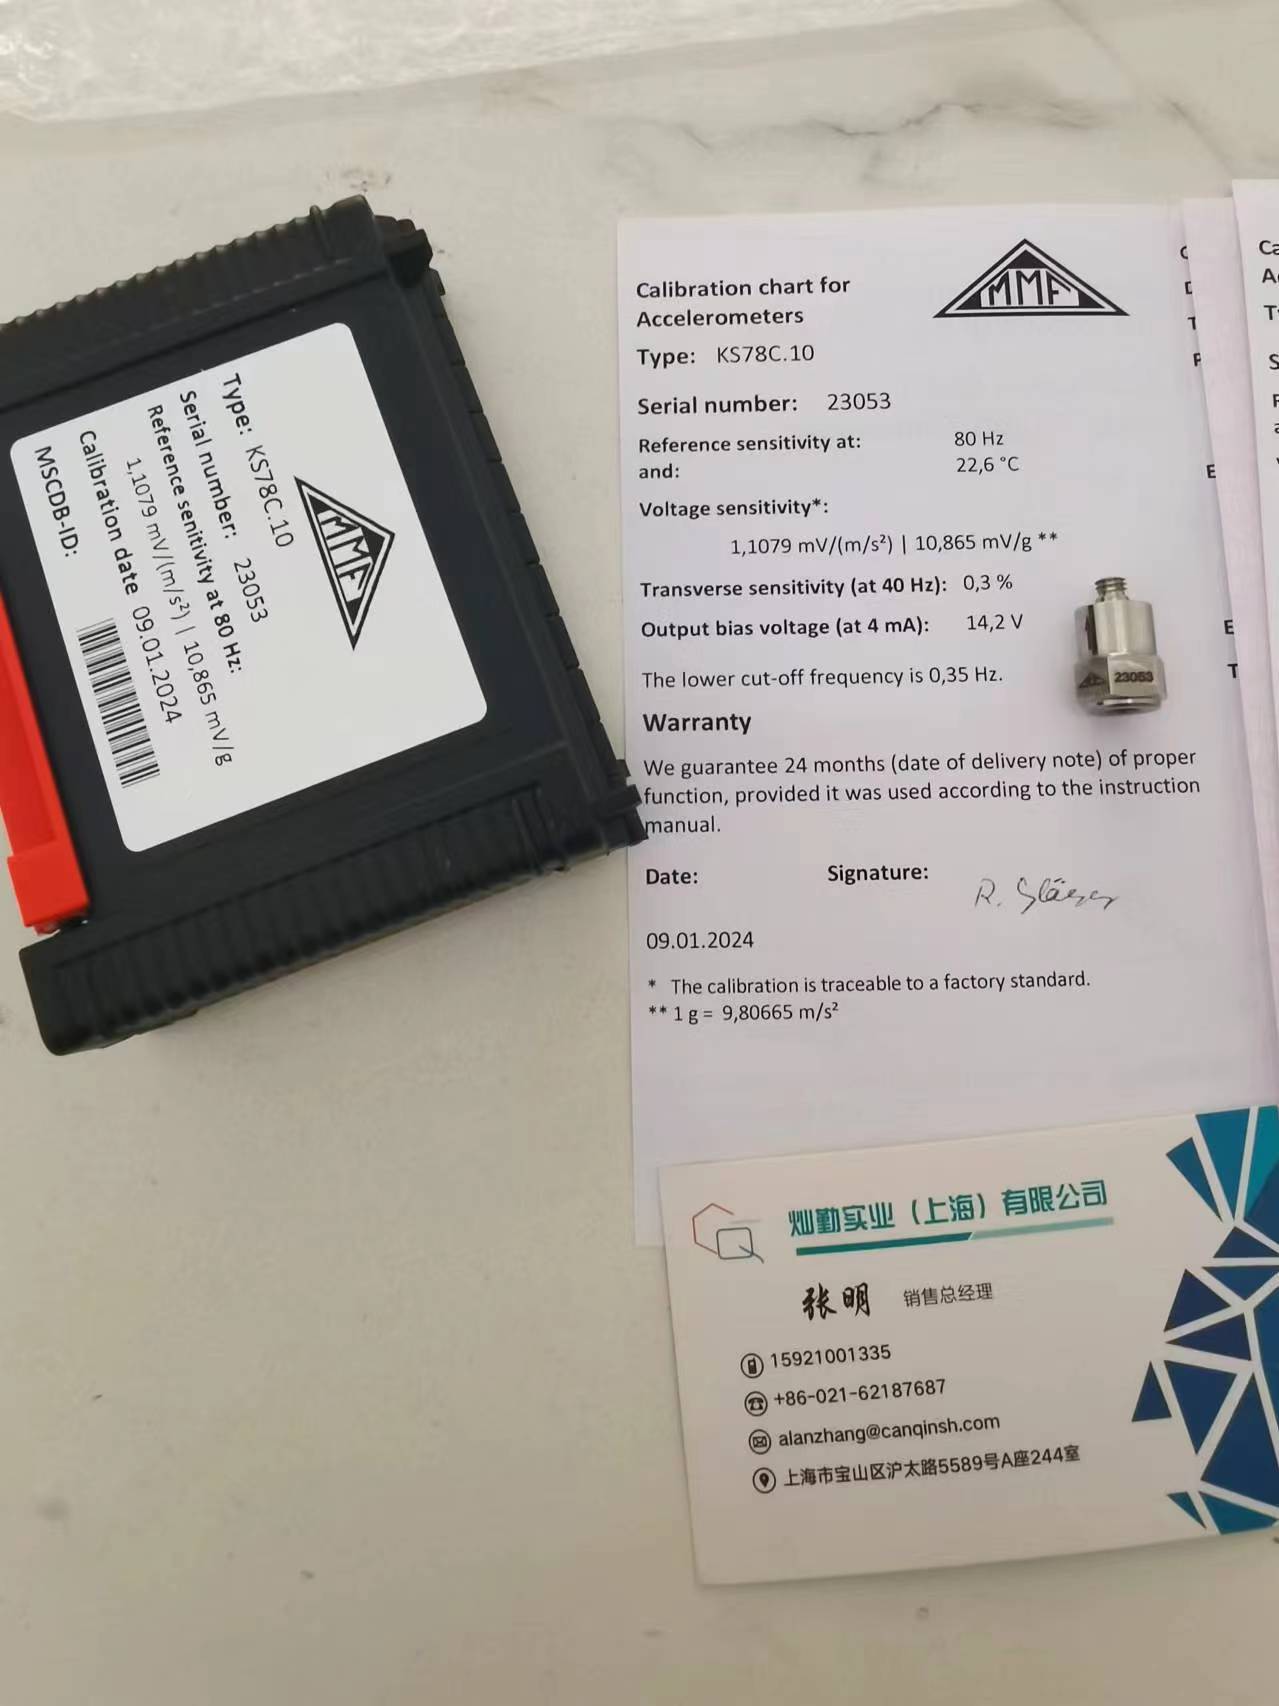 MMF
Type: KS78C.10
Serial number: 23053
Reference senitivity at 80 Hz:
1,1079 mV/(m/s²) | 10,865 mV/g
Calibration date 09.01.2024
MSCDB-ID:
Calibration chart for
Accelerometers
MMF
Type: KS78C.10
Serial number: 23053
Reference sensitivity at: 80 Hz
and: 22,6 °C
Voltage sensitivity*:
1,1079 mV/(m/s²) | 10,865 mV/g **
Transverse sensitivity (at 40 Hz): 0,3 %
Output bias voltage (at 4 mA): 14,2 V
The lower cut-off frequency is 0,35 Hz.
Warranty
We guarantee 24 months (date of delivery note) of proper
function, provided it was used according to the instruction
manual.
Date: Signature:
R. Gläser
09.01.2024
* The calibration is traceable to a factory standard.
** 1 g = 9,80665 m/s²
23053
灿勤实业（上海）有限公司
张明 销售总经理
15921001335
+86-021-62187687
alanzhang@canqinsh.com
上海市宝山区沪太路5589号A座244室